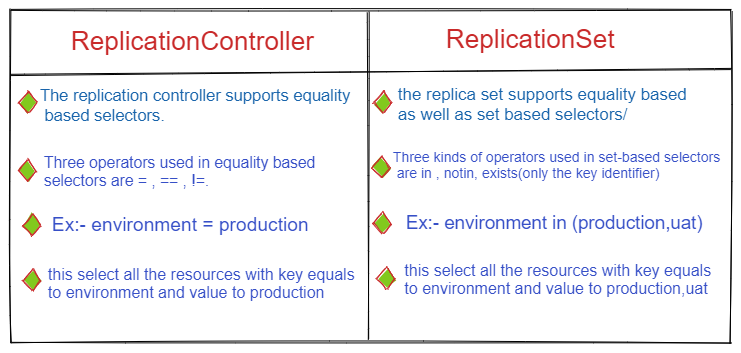 ReplicationController
ReplicationSet
The replication controller supports equality
based selectors.
the replica set supports equality based
as well as set based selectors/
Three operators used in equality based
selectors are = , == , !=.
Three kinds of operators used in set-based selectors
are in , notin, exists(only the key identifier)
Ex:- environment = production
Ex:- environment in (production,uat)
this select all the resources with key equals
to environment and value to production
this select all the resources with key equals
to environment and value to production,uat